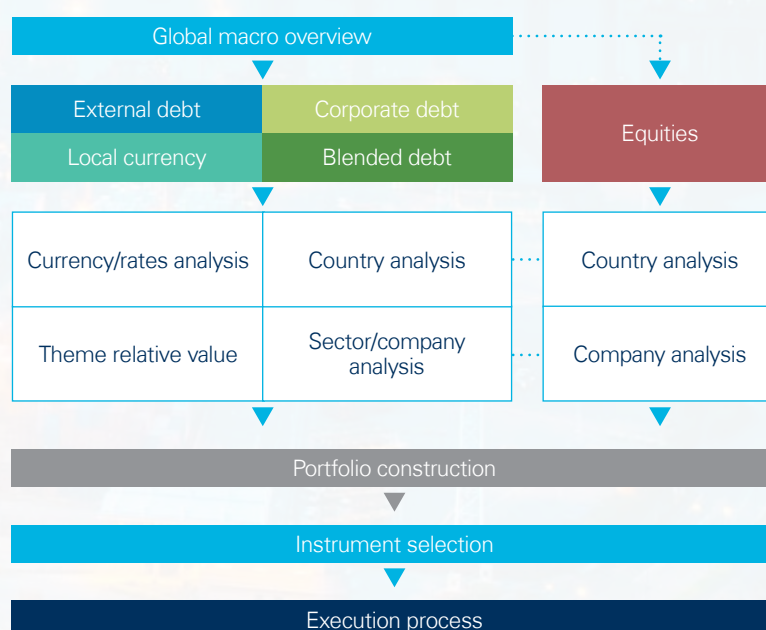 Global macro overview
External debt
Corporate debt
Local currency
Blended debt
Equities
Currency/rates analysis
Country analysis
Country analysis
Theme relative value
Sector/company
analysis
Company analysis
Portfolio construction
Instrument selection
Execution process